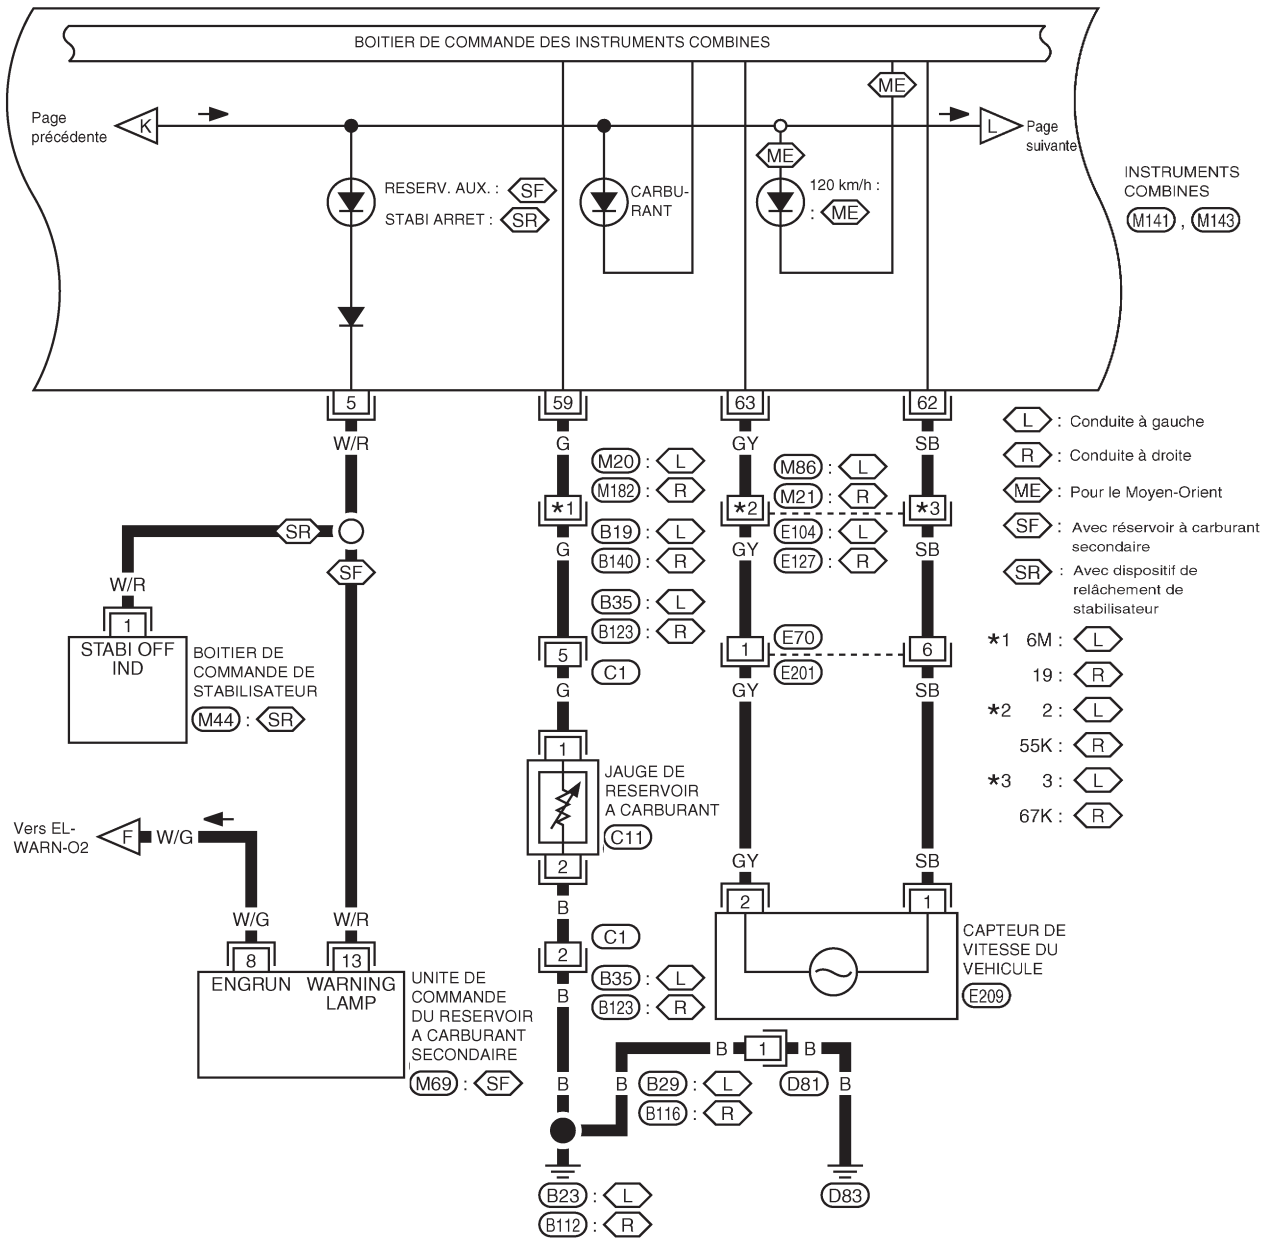 BOITIER DE COMMANDE DES INSTRUMENTS COMBINES
ME
Page
précédente
K
L
Page
suivante
ME
RESERV. AUX. : SF
STABI ARRET : SR
CARBU-
RANT
120 km/h :
: ME
INSTRUMENTS
COMBINES
M141 , M143
5
59
63
62
W/R
G
GY
SB
M20 : L
M182 : R
M86 : L
M21 : R
*1
*2
*3
B19 : L
B140 : R
E104 : L
E127 : R
G
GY
SB
SR
SF
W/R
B35 : L
B123 : R
1
STABI OFF
IND
BOITIER DE
COMMANDE DE
STABILISATEUR
M44 : SR
5
C1
1
E70
E201
6
G
GY
SB
L : Conduite à gauche
R : Conduite à droite
ME : Pour le Moyen-Orient
SF : Avec réservoir à carburant
secondaire
SR : Avec dispositif de
relâchement de
stabilisateur
*1 6M : L
19 : R
*2 2 : L
55K : R
*3 3 : L
67K : R
1
JAUGE DE
RESERVOIR
A CARBURANT
C11
2
Vers EL-
WARN-O2
F
W/G
W/G
W/R
8
13
ENGRUN
WARNING
LAMP
UNITE DE
COMMANDE
DU RESERVOIR
A CARBURANT
SECONDAIRE
M69 : SF
B
C1
2
B35 : L
B123 : R
B
GY
SB
2
1
CAPTEUR DE
VITESSE DU
VEHICULE
E209
B
B
B
1
B
B
B29 : L
B116 : R
D81
B23 : L
B112 : R
D83